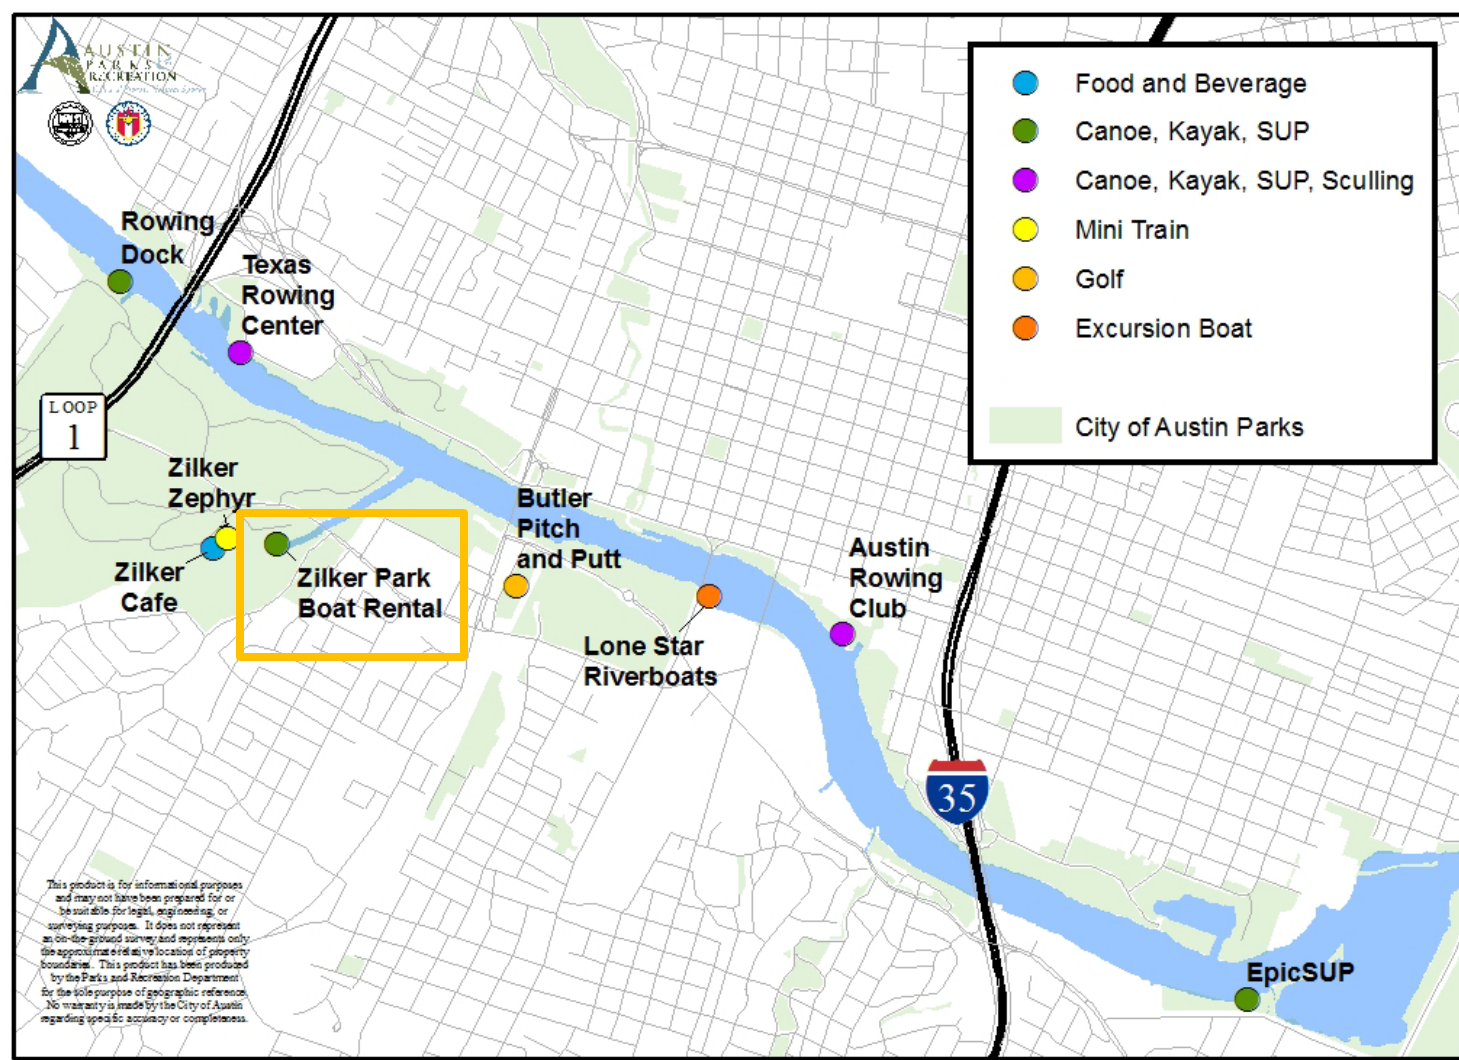 AUSTIN
PARKS
RECREATION
Food and Beverage
Canoe, Kayak, SUP
Canoe, Kayak, SUP, Sculling
Mini Train
Golf
Excursion Boat
City of Austin Parks
Rowing
Dock
Texas
Rowing
Center
LOOP
1
Zilker
Zephyr
Zilker
Cafe
Zilker Park
Boat Rental
Butler
Pitch
and Putt
Lone Star
Riverboats
Austin
Rowing
Club
35
EpicSUP
This product is for informational purposes
and may not have been prepared for or
be suitable for legal, engineering, or
surveying purposes. It does not represent
an on-the-ground survey and represents only
the approximate relative location of property
boundaries. This product has been produced
by the Parks and Recreation Department
for the sole purpose of geographic reference.
No warranty is made by the City of Austin
regarding specific accuracy or completeness.